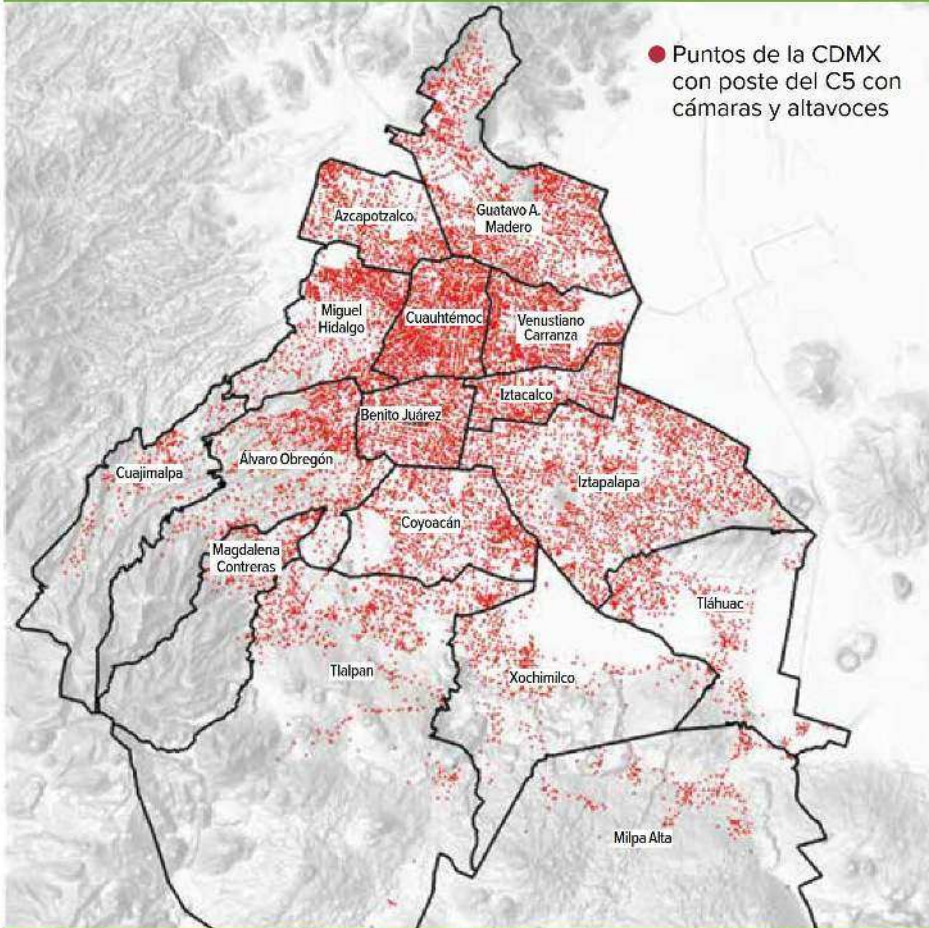 Puntos de la CDMX
con poste del C5 con
cámaras y altavoces
Azcapotzalco.
Guatavo A.
Madero
Miguel
Hidalgo
Cuauhtémoc
Venustiano
Carranza
Iztacalco
Benito Juárez
Cuajimalpa
Álvaro Obregón
Iztapalapa
Coyoacán
Magdalena
Contreras
Tláhuac
Tlalpan
Xochimilco
Milpa Alta